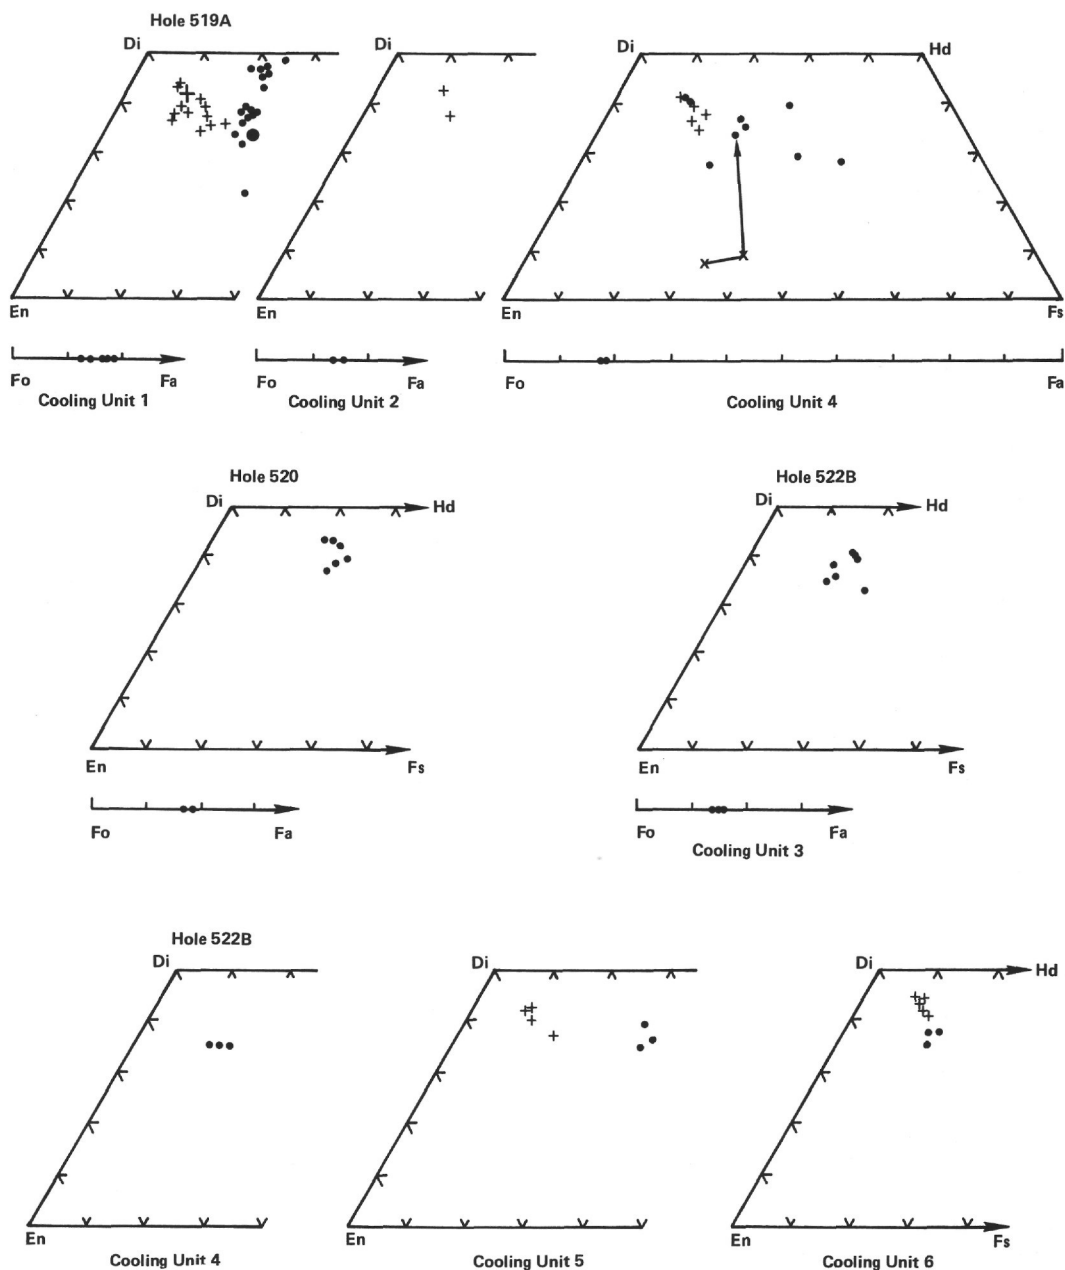 Hole 519A
Di
Di
Di
Hd
En
En
En
Fs
Fo
Fa
Fo
Fa
Fo
Fa
Cooling Unit 1
Cooling Unit 2
Cooling Unit 4
Hole 520
Hole 522B
Di
Hd
Di
Hd
En
Fs
En
Fs
Fo
Fa
Fo
Fa
Cooling Unit 3
Hole 522B
Di
Di
Di
Hd
En
En
En
Fs
Cooling Unit 4
Cooling Unit 5
Cooling Unit 6